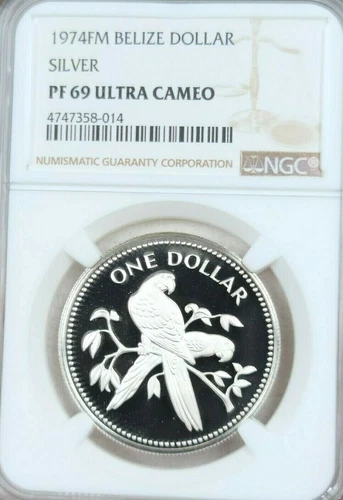 1974FM BELIZE DOLLAR
SILVER
PF 69 ULTRA CAMEO
4747358-014
NUMISMATIC GUARANTY CORPORATION
NGC®
ONE DOLLAR